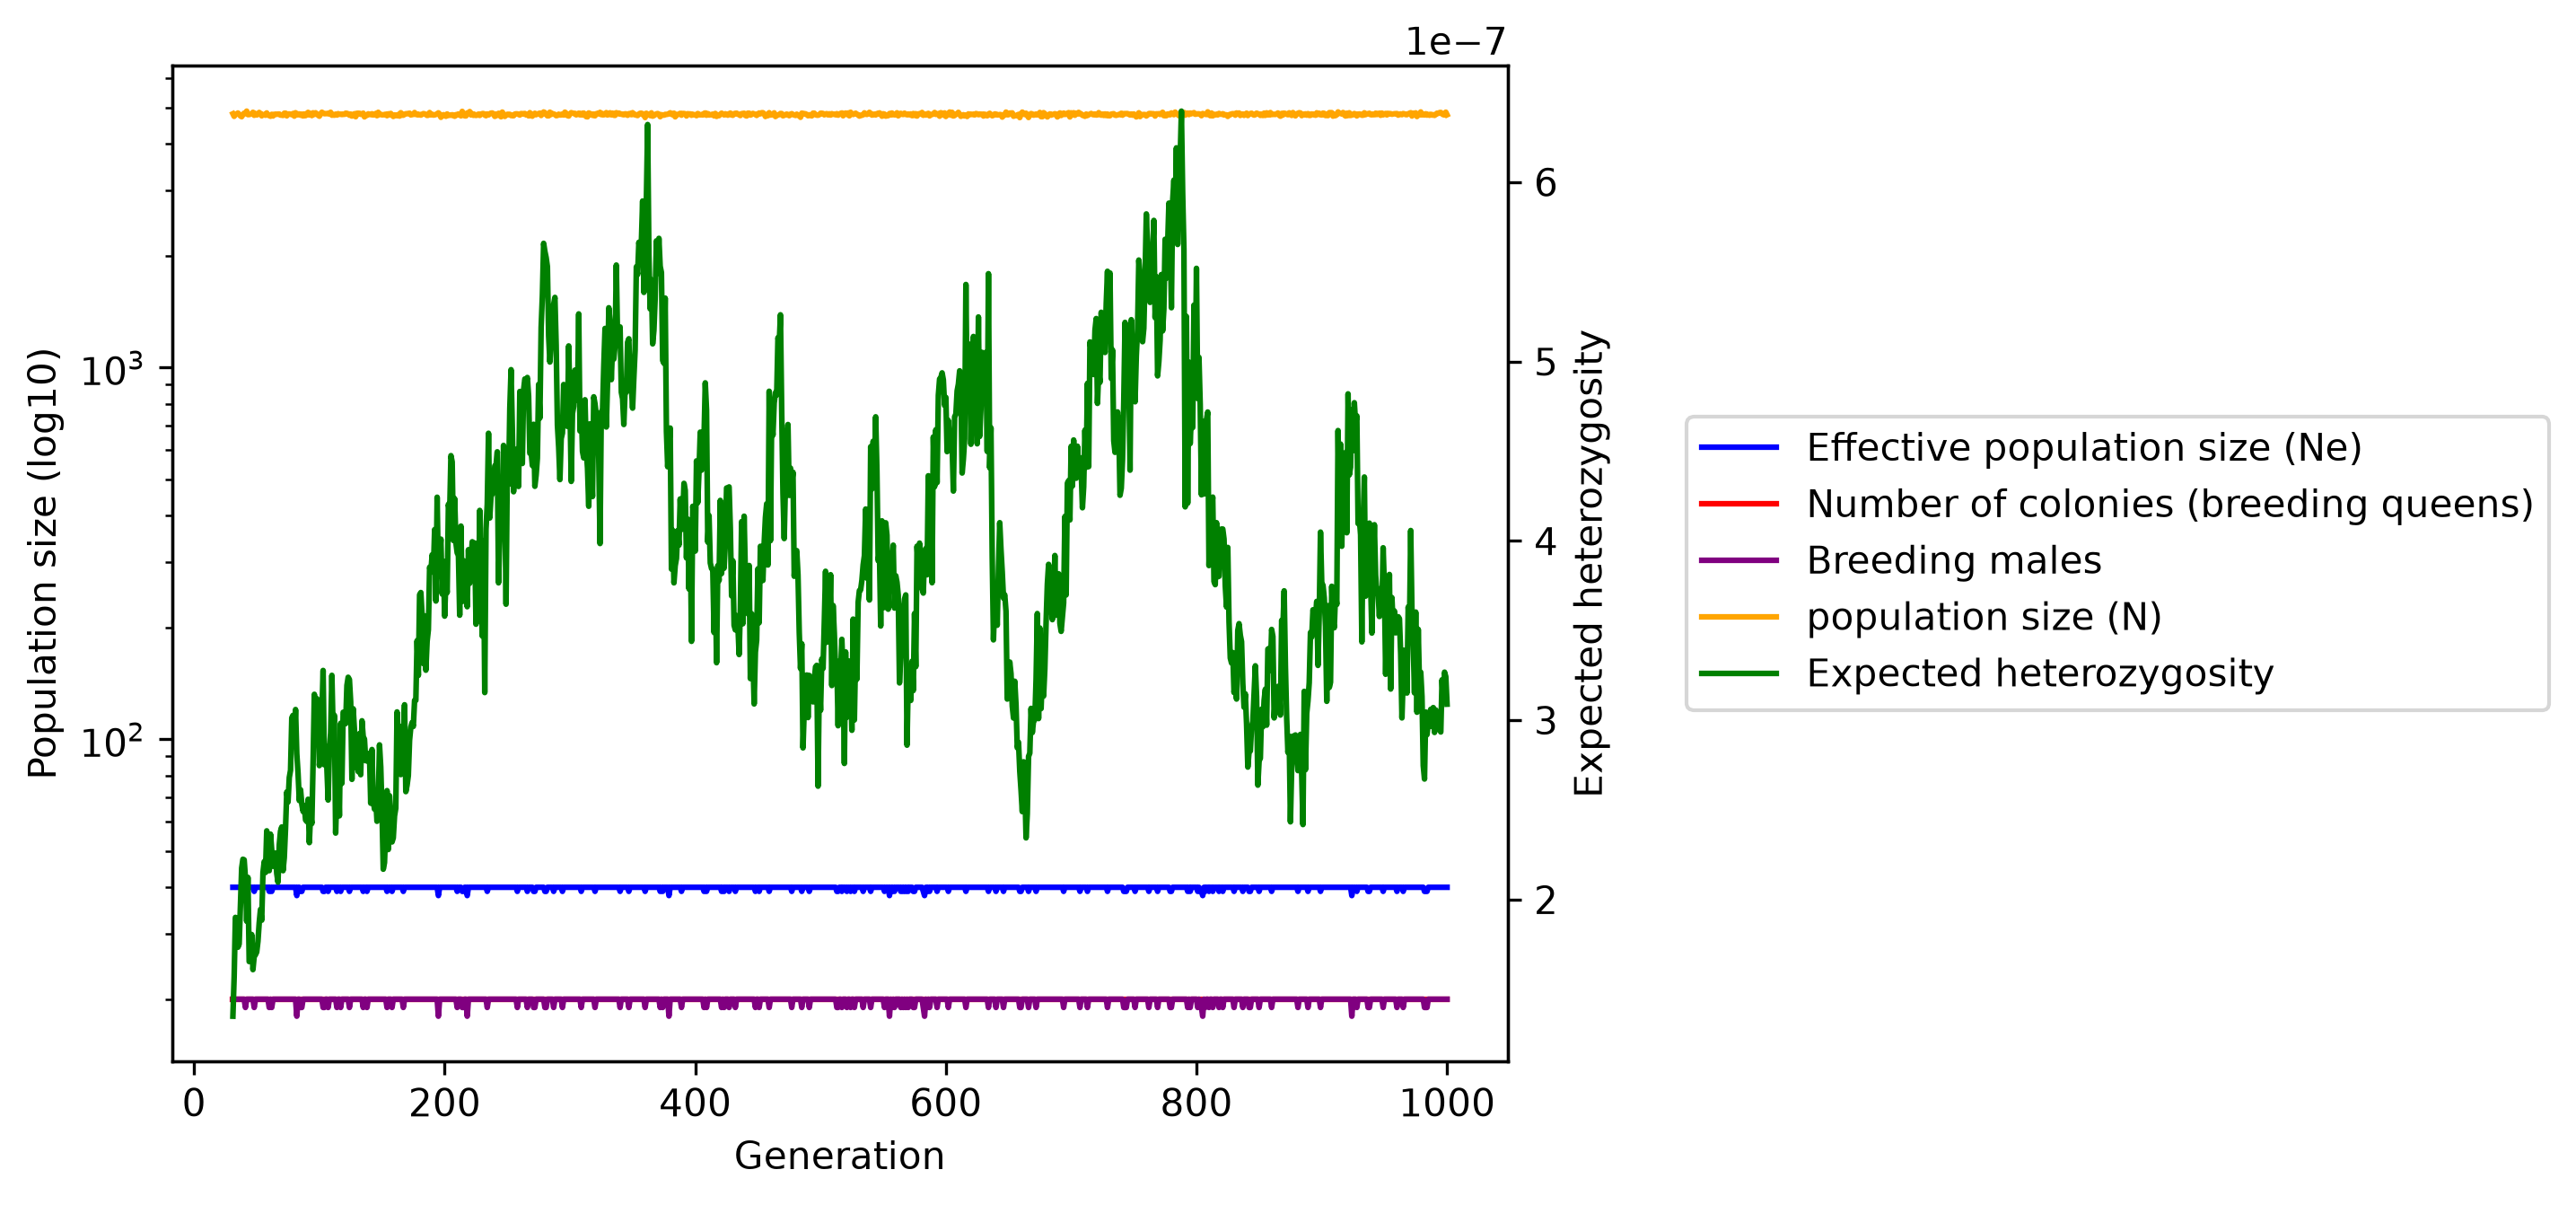 1e−7
Population size (log10)
10³
10²
6
5
4
3
2
Expected heterozygosity
0
200
400
600
800
1000
Generation
Effective population size (Ne)
Number of colonies (breeding queens)
Breeding males
population size (N)
Expected heterozygosity